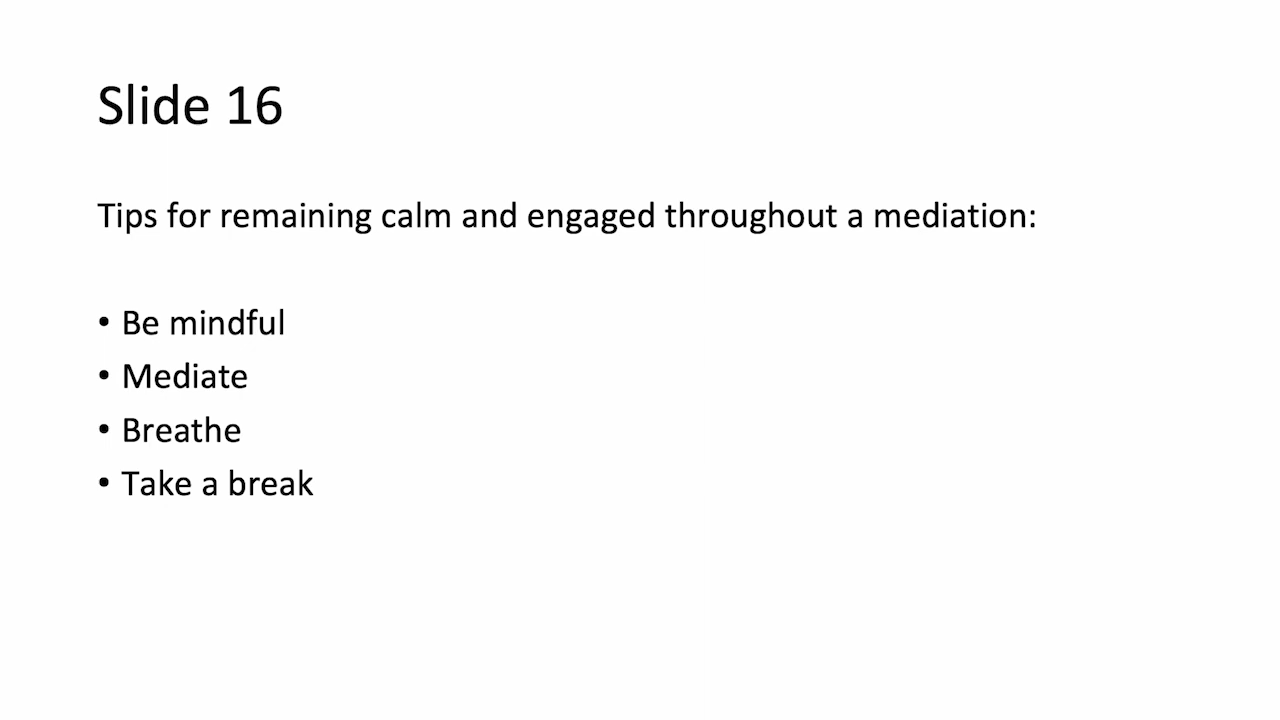 Slide 16
Tips for remaining calm and engaged throughout a mediation:
• Be mindful
• Mediate
• Breathe
• Take a break